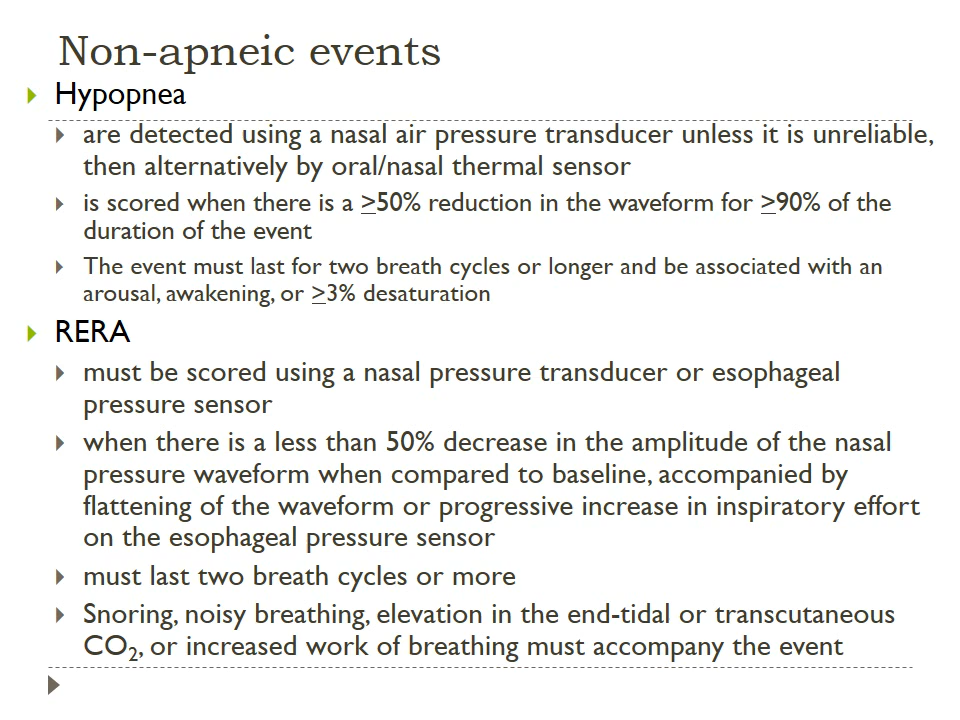 Non-apneic events
Hypopnea
are detected using a nasal air pressure transducer unless it is unreliable,
then alternatively by oral/nasal thermal sensor
is scored when there is a ≥50% reduction in the waveform for ≥90% of the
duration of the event
The event must last for two breath cycles or longer and be associated with an
arousal, awakening, or ≥3% desaturation
RERA
must be scored using a nasal pressure transducer or esophageal
pressure sensor
when there is a less than 50% decrease in the amplitude of the nasal
pressure waveform when compared to baseline, accompanied by
flattening of the waveform or progressive increase in inspiratory effort
on the esophageal pressure sensor
must last two breath cycles or more
Snoring, noisy breathing, elevation in the end-tidal or transcutaneous
CO₂, or increased work of breathing must accompany the event